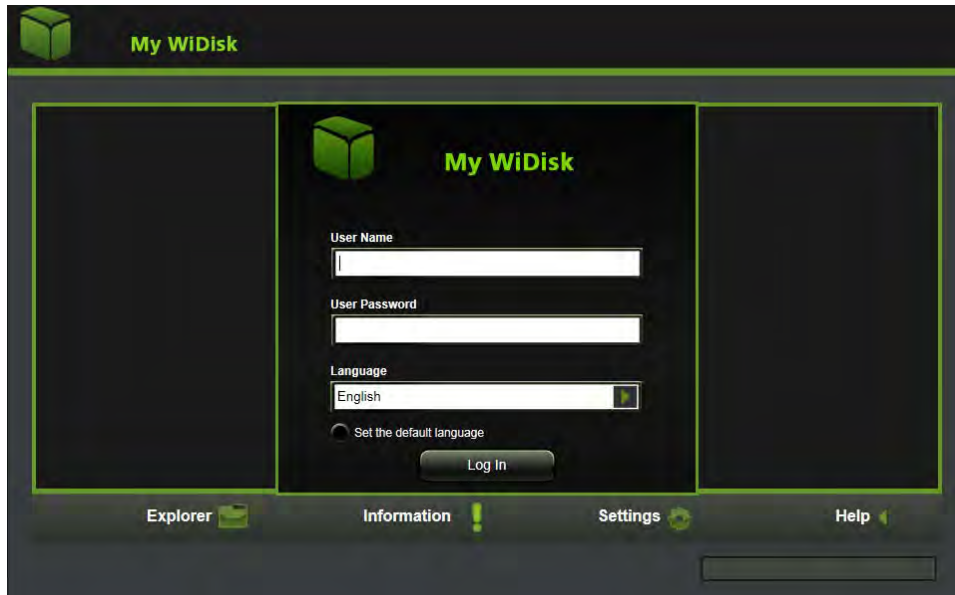 My WiDisk
My WiDisk
User Name
User Password
Language
English
Set the default language
Log In
Explorer Information Settings Help